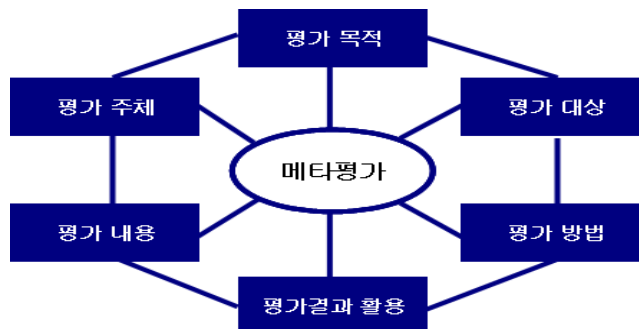 평가 목적
평가 주체
평가 대상
메타평가
평가 내용
평가 방법
평가결과 활용